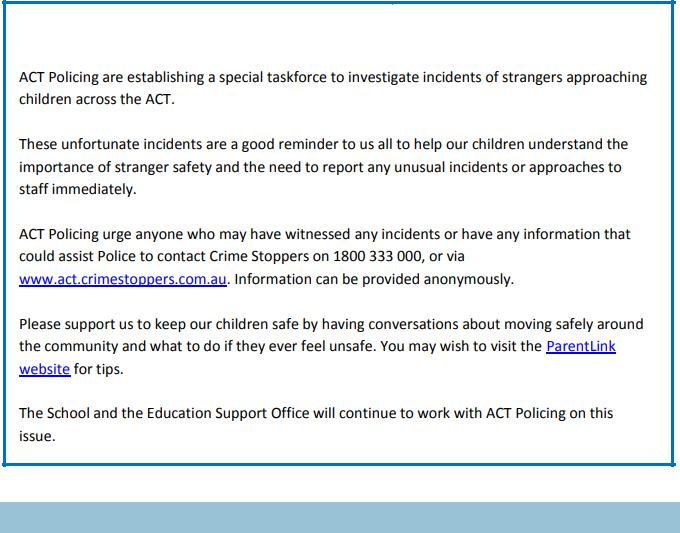 ACT Policing are establishing a special taskforce to investigate incidents of strangers approaching
children across the ACT.
These unfortunate incidents are a good reminder to us all to help our children understand the
importance of stranger safety and the need to report any unusual incidents or approaches to
staff immediately.
ACT Policing urge anyone who may have witnessed any incidents or have any information that
could assist Police to contact Crime Stoppers on 1800 333 000, or via
www.act.crimestoppers.com.au. Information can be provided anonymously.
Please support us to keep our children safe by having conversations about moving safely around
the community and what to do if they ever feel unsafe. You may wish to visit the ParentLink
website for tips.
The School and the Education Support Office will continue to work with ACT Policing on this
issue.